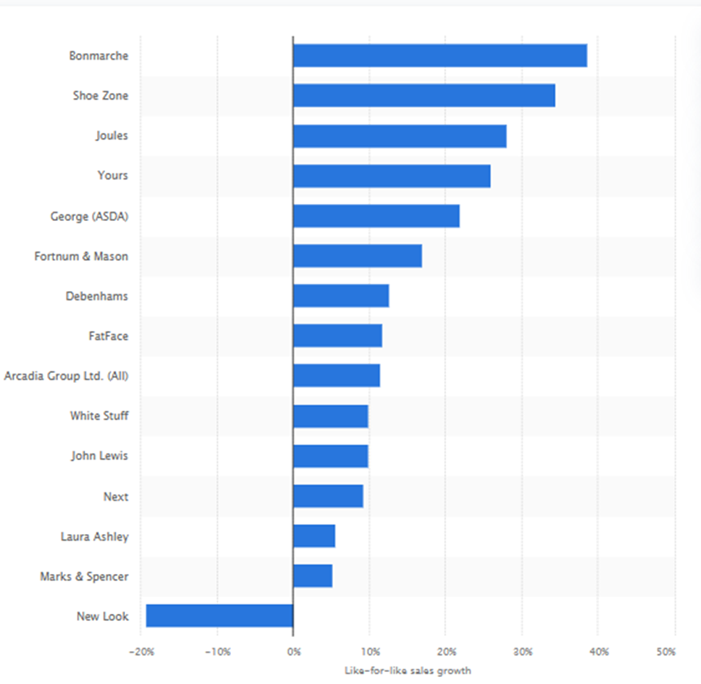 Bonmarche
Shoe Zone
Joules
Yours
George (ASDA)
Fortnum & Mason
Debenhams
FatFace
Arcadia Group Ltd. (All)
White Stuff
John Lewis
Next
Laura Ashley
Marks & Spencer
New Look
-20% -10% 0% 10% 20% 30% 40% 50%
Like-for-like sales growth